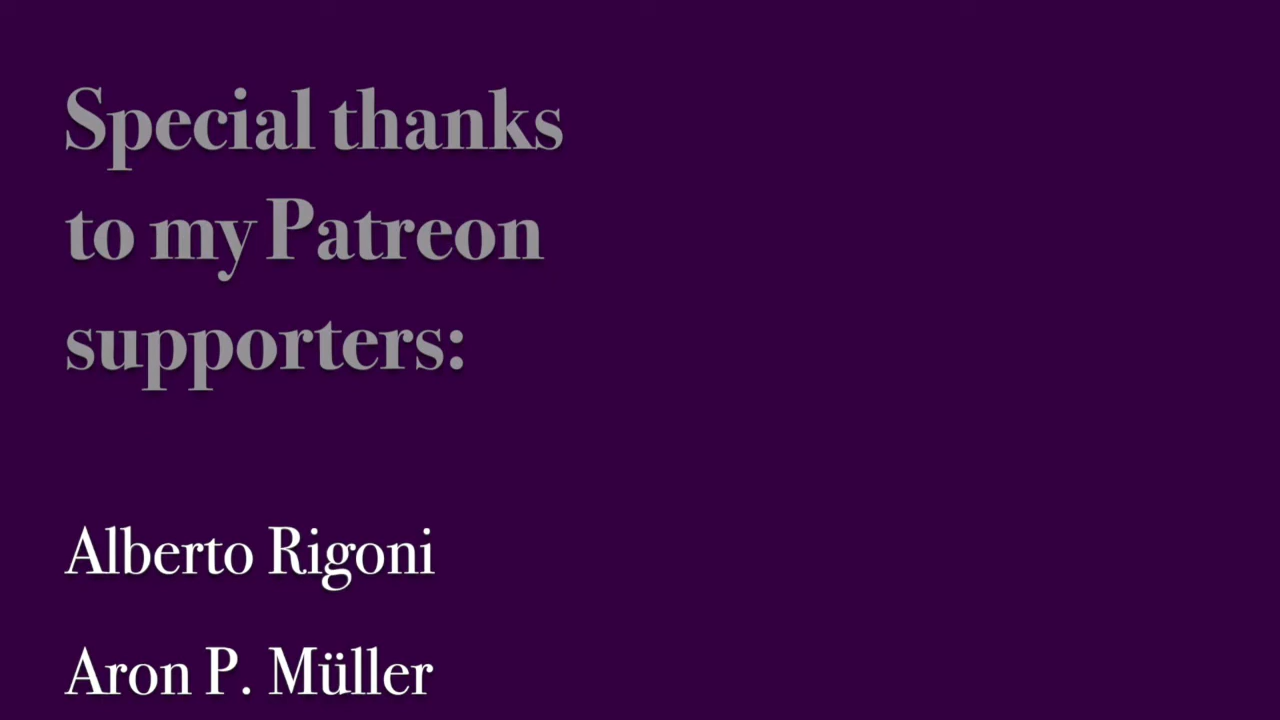 Special thanks
to my Patreon
supporters:
Alberto Rigoni
Aron P. Müller